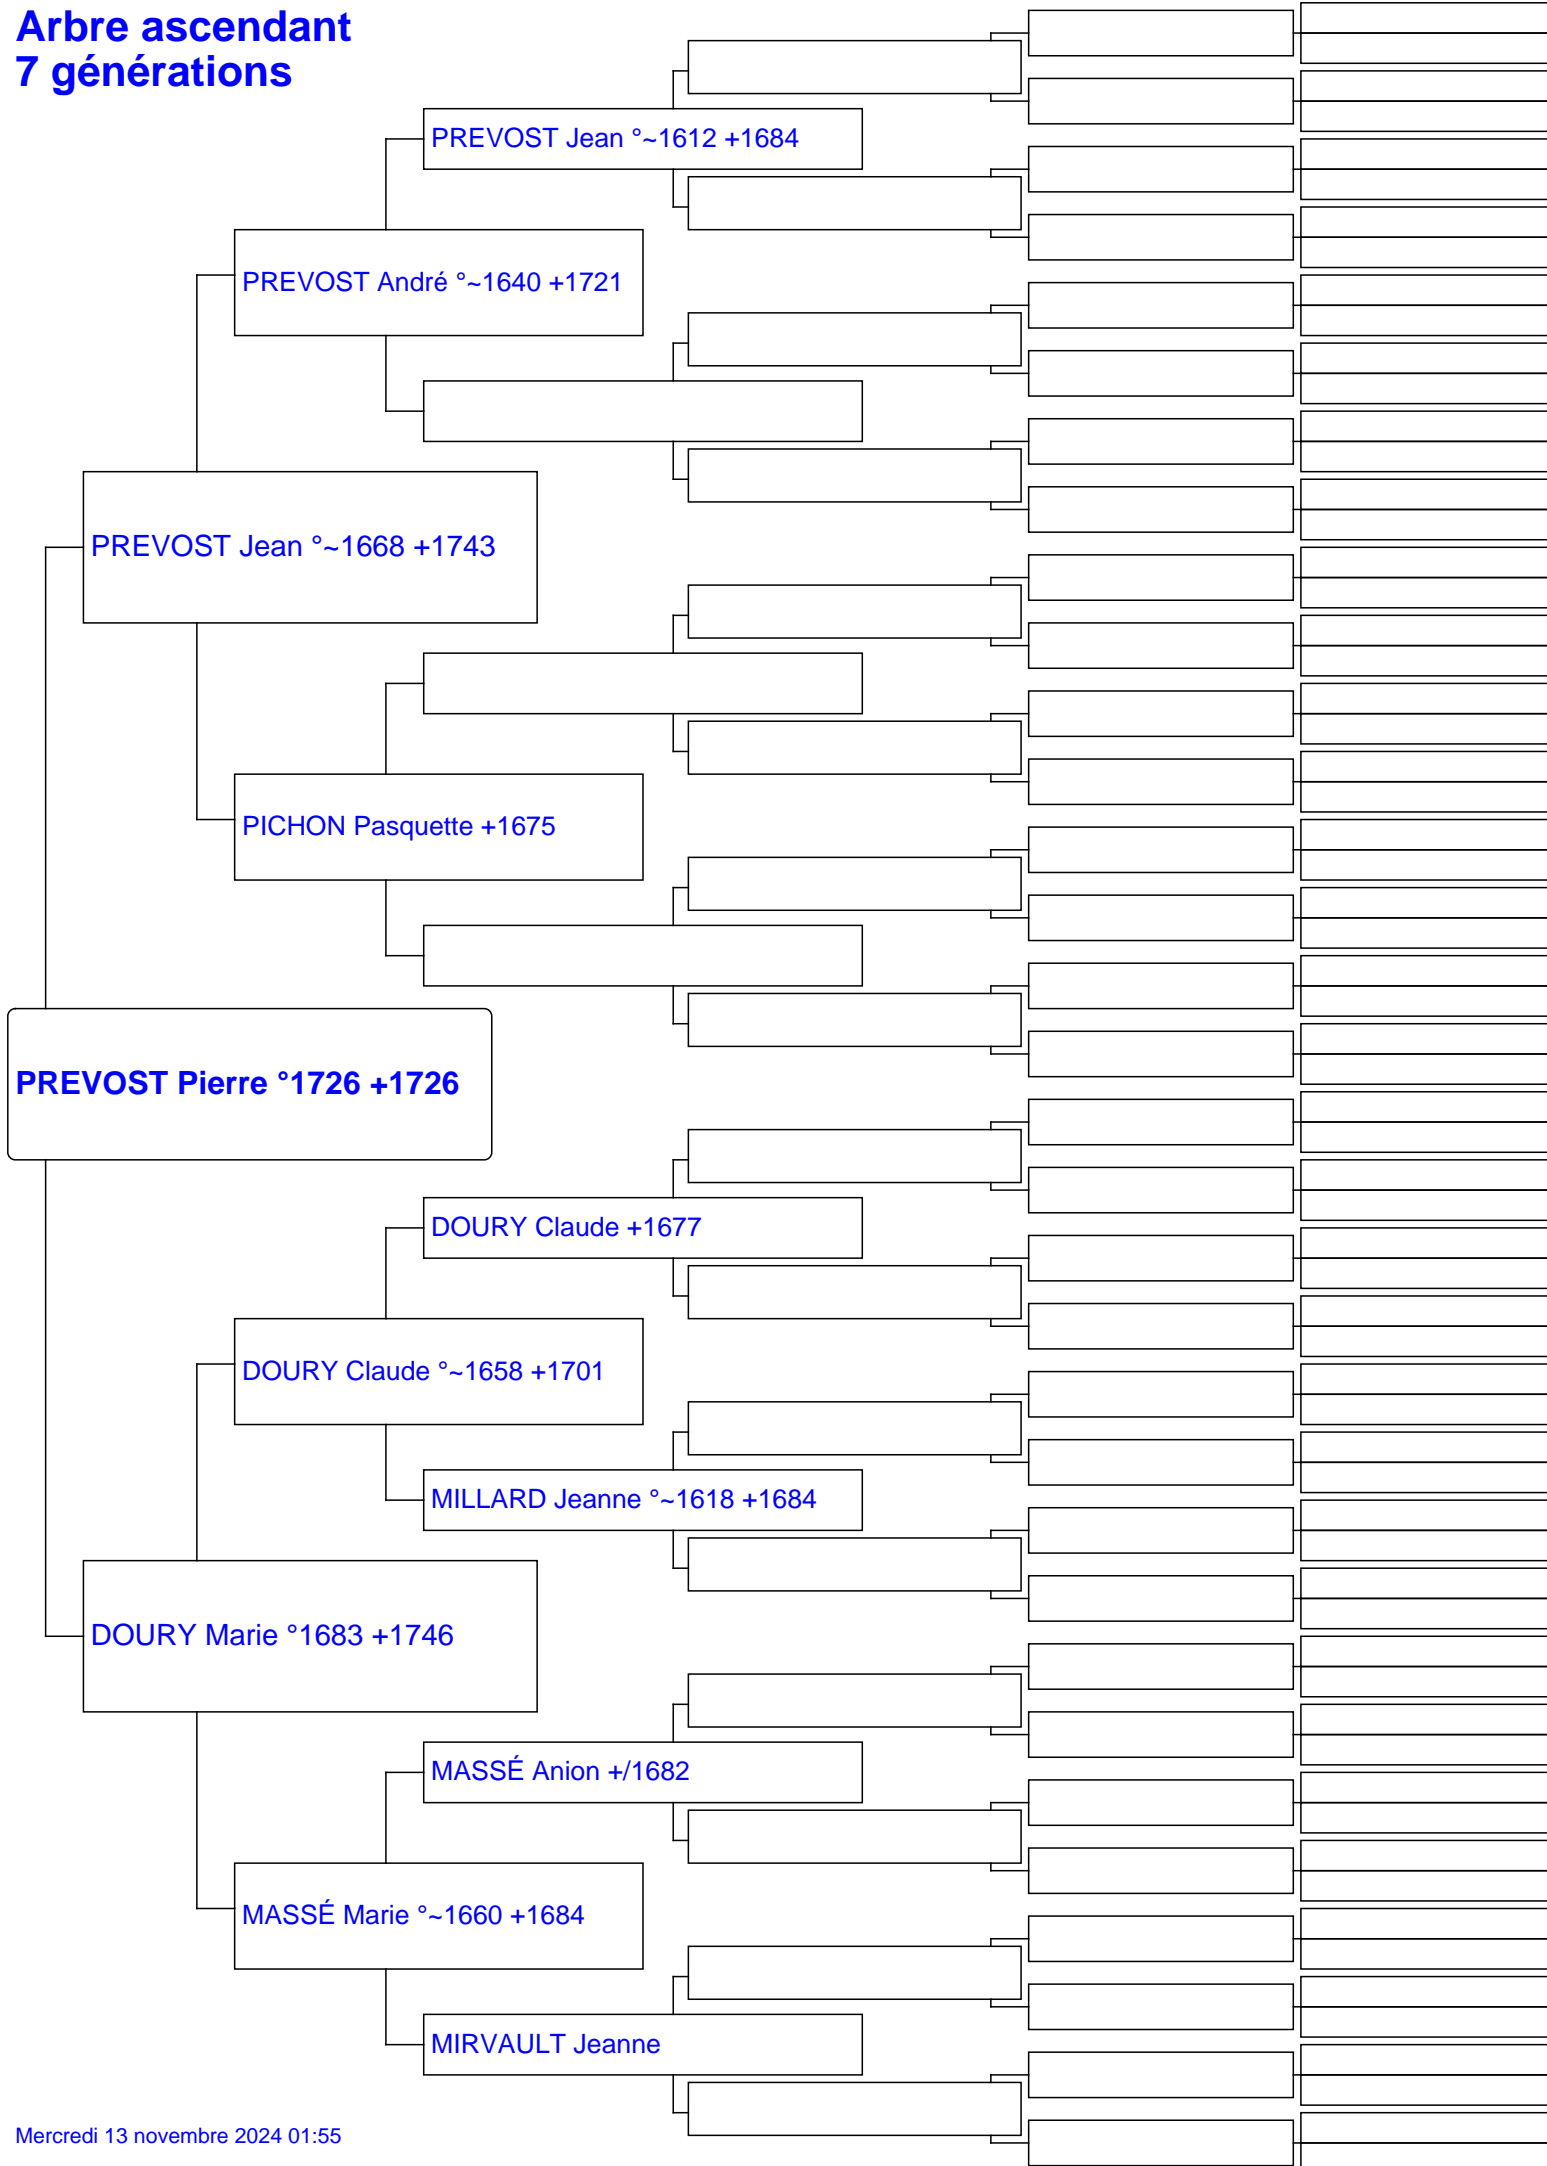 Arbre ascendant
7 générations
PREVOST Jean °~1612 +1684
PREVOST André °~1640 +1721
PREVOST Jean °~1668 +1743
PICHON Pasquette +1675
PREVOST Pierre °1726 +1726
DOURY Claude +1677
DOURY Claude °~1658 +1701
MILLARD Jeanne °~1618 +1684
DOURY Marie °1683 +1746
MASSÉ Anion +/1682
MASSÉ Marie °~1660 +1684
MIRVAULT Jeanne
Mercredi 13 novembre 2024 01:55